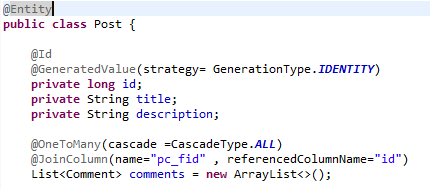 @Entity
public class Post {
@Id
@GeneratedValue(strategy= GenerationType.IDENTITY)
private long id;
private String title;
private String description;
@OneToMany(cascade =CascadeType.ALL)
@JoinColumn(name="pc_fid" , referencedColumnName="id")
List<Comment> comments = new ArrayList<>();